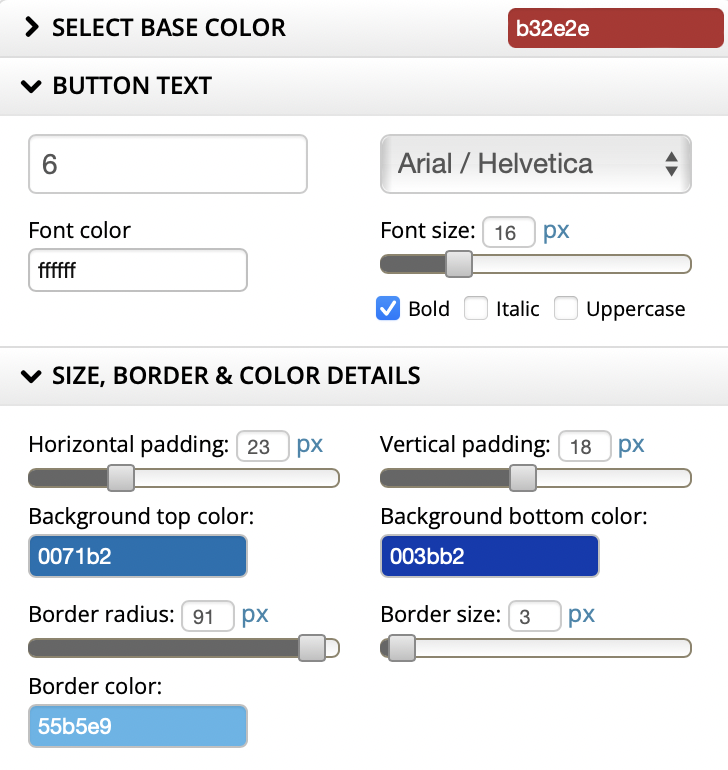 SELECT BASE COLOR b32e2e
BUTTON TEXT
6 Arial / Helvetica
Font color Font size: 16 px
ffffff
Bold Italic Uppercase
SIZE, BORDER & COLOR DETAILS
Horizontal padding: 23 px Vertical padding: 18 px
Background top color: Background bottom color:
0071b2 003bb2
Border radius: 91 px Border size: 3 px
Border color:
55b5e9